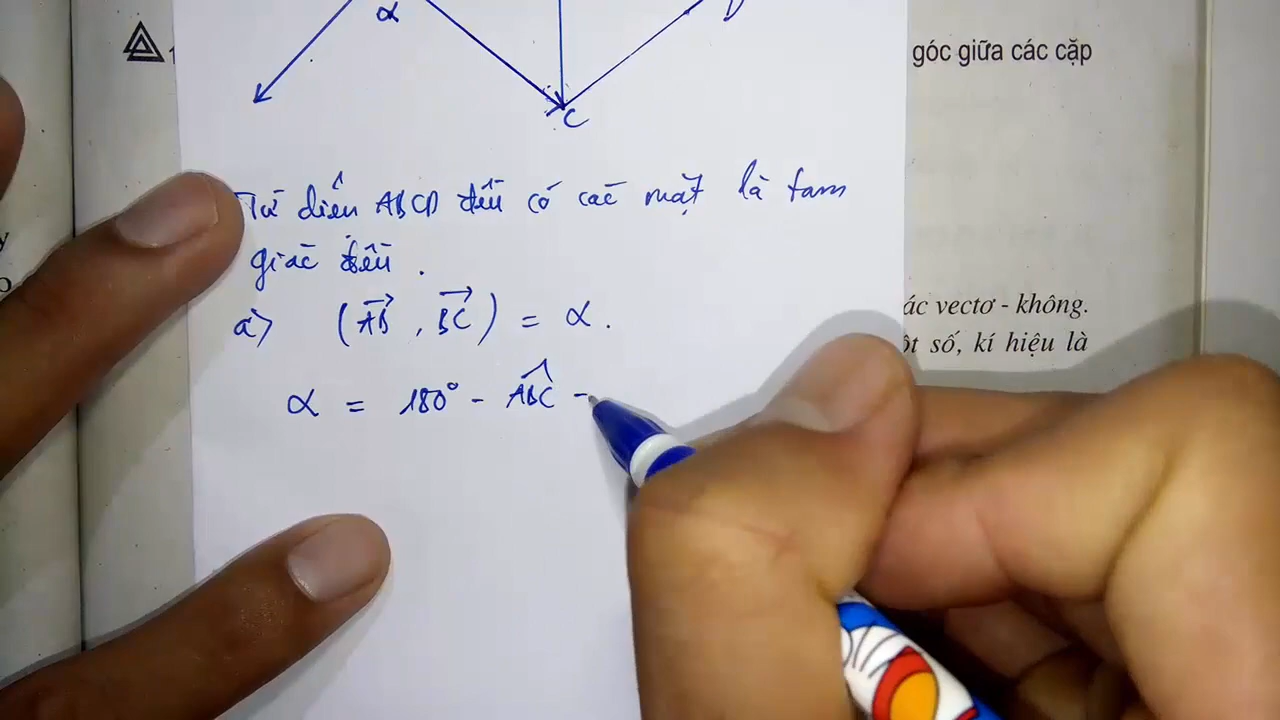 α
D
góc giữa các cặp
C
Tứ diện ABCD đều có các mặt là tam
giác đều .
a) (AB , BC) = α .
ác vectơ - không.
ột số, kí hiệu là
α = 180° - ABC -